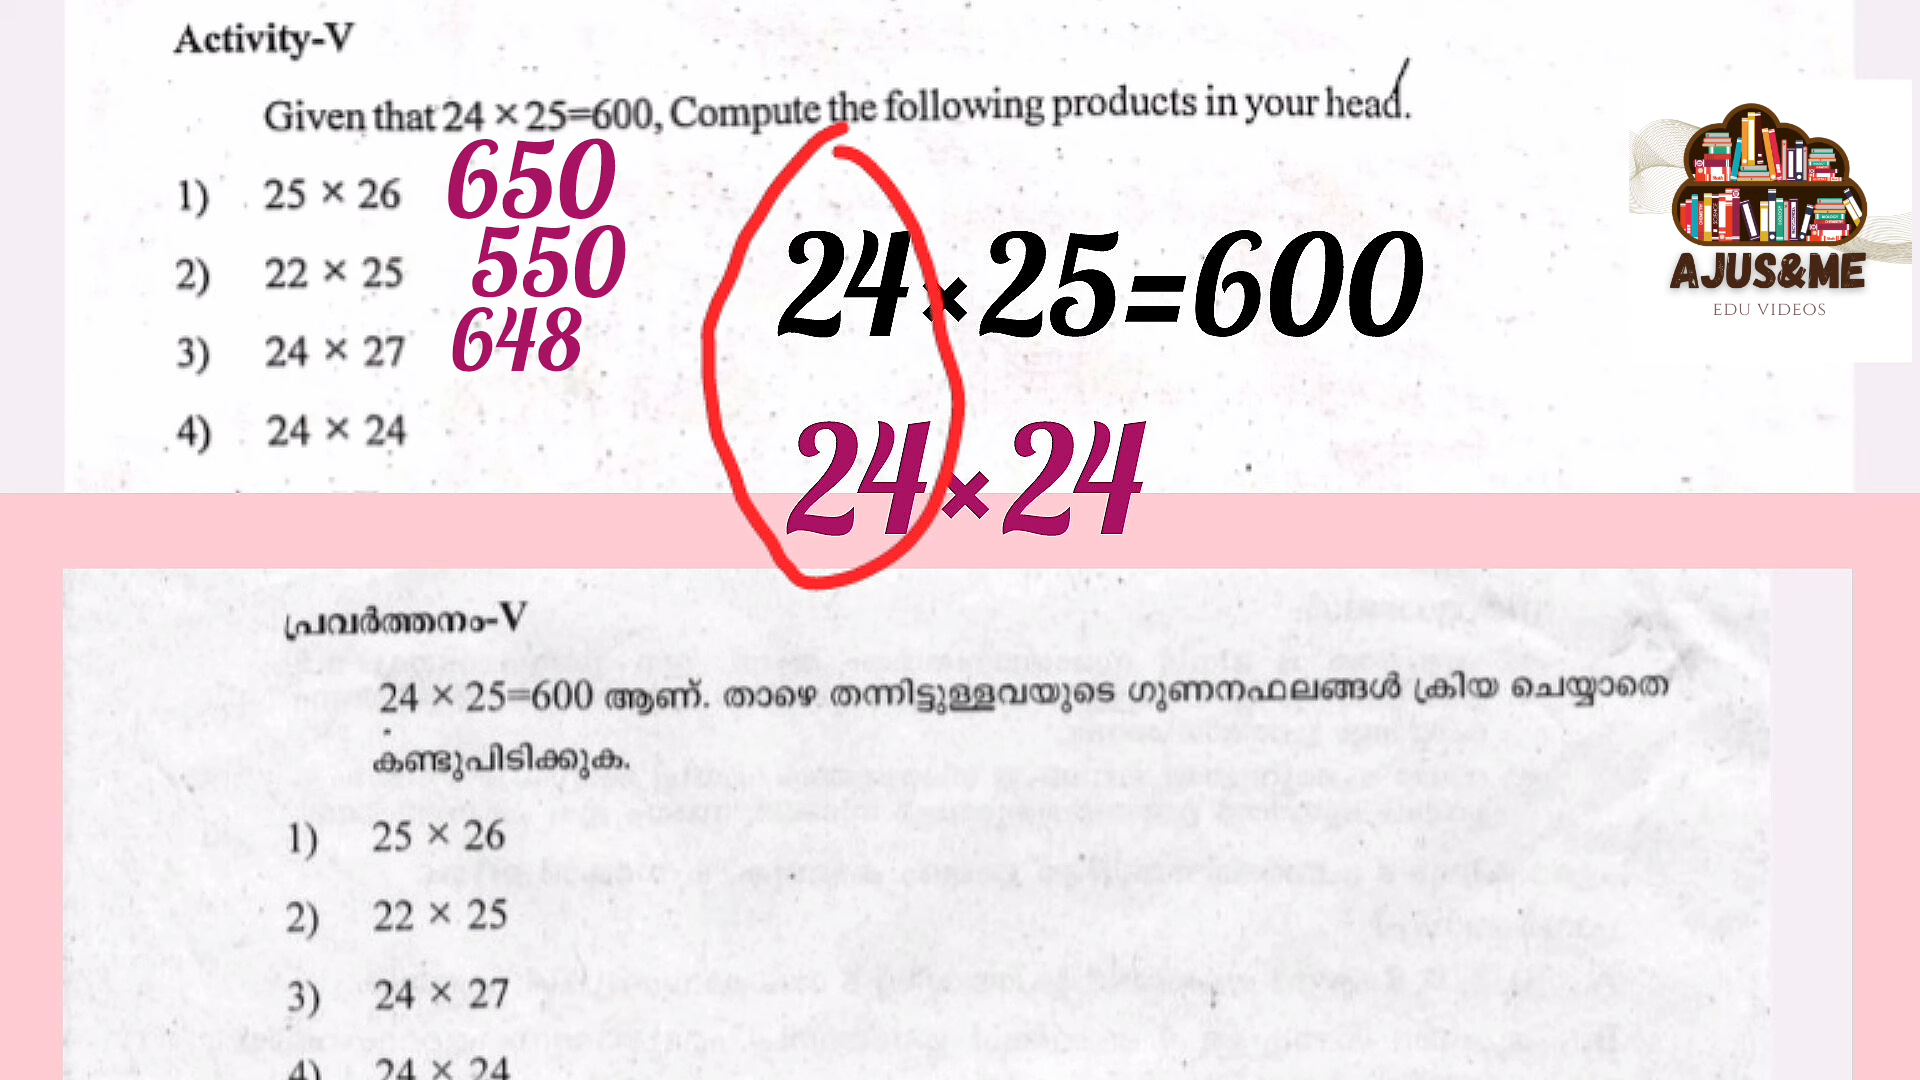 Activity-V
Given that 24 × 25=600, Compute the following products in your head.
1) 25 × 26 650
2) 22 × 25 550
3) 24 × 27 648
4) 24 × 24
24×25=600
24×24
AJUS&ME
EDU VIDEOS
പ്രവർത്തനം-V
24 × 25=600 ആണ്. താഴെ തന്നിട്ടുള്ളവയുടെ ഗുണനഫലങ്ങൾ ക്രിയ ചെയ്യാതെ
കണ്ടുപിടിക്കുക.
1) 25 × 26
2) 22 × 25
3) 24 × 27
4) 24 × 24